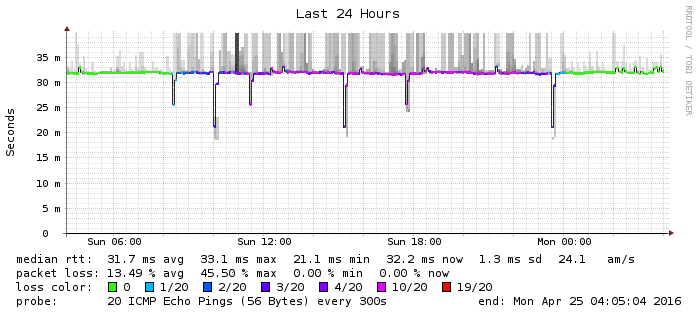 Last 24 Hours
RRDTOOL / TOBI OETIKER
Seconds
35 m
30 m
25 m
20 m
15 m
10 m
5 m
0
Sun 06:00 Sun 12:00 Sun 18:00 Mon 00:00
median rtt: 31.7 ms avg 33.1 ms max 21.1 ms min 32.2 ms now 1.3 ms sd 24.1 am/s
packet loss: 13.49 % avg 45.50 % max 0.00 % min 0.00 % now
loss color: 0 1/20 2/20 3/20 4/20 10/20 19/20
probe: 20 ICMP Echo Pings (56 Bytes) every 300s end: Mon Apr 25 04:05:04 2016